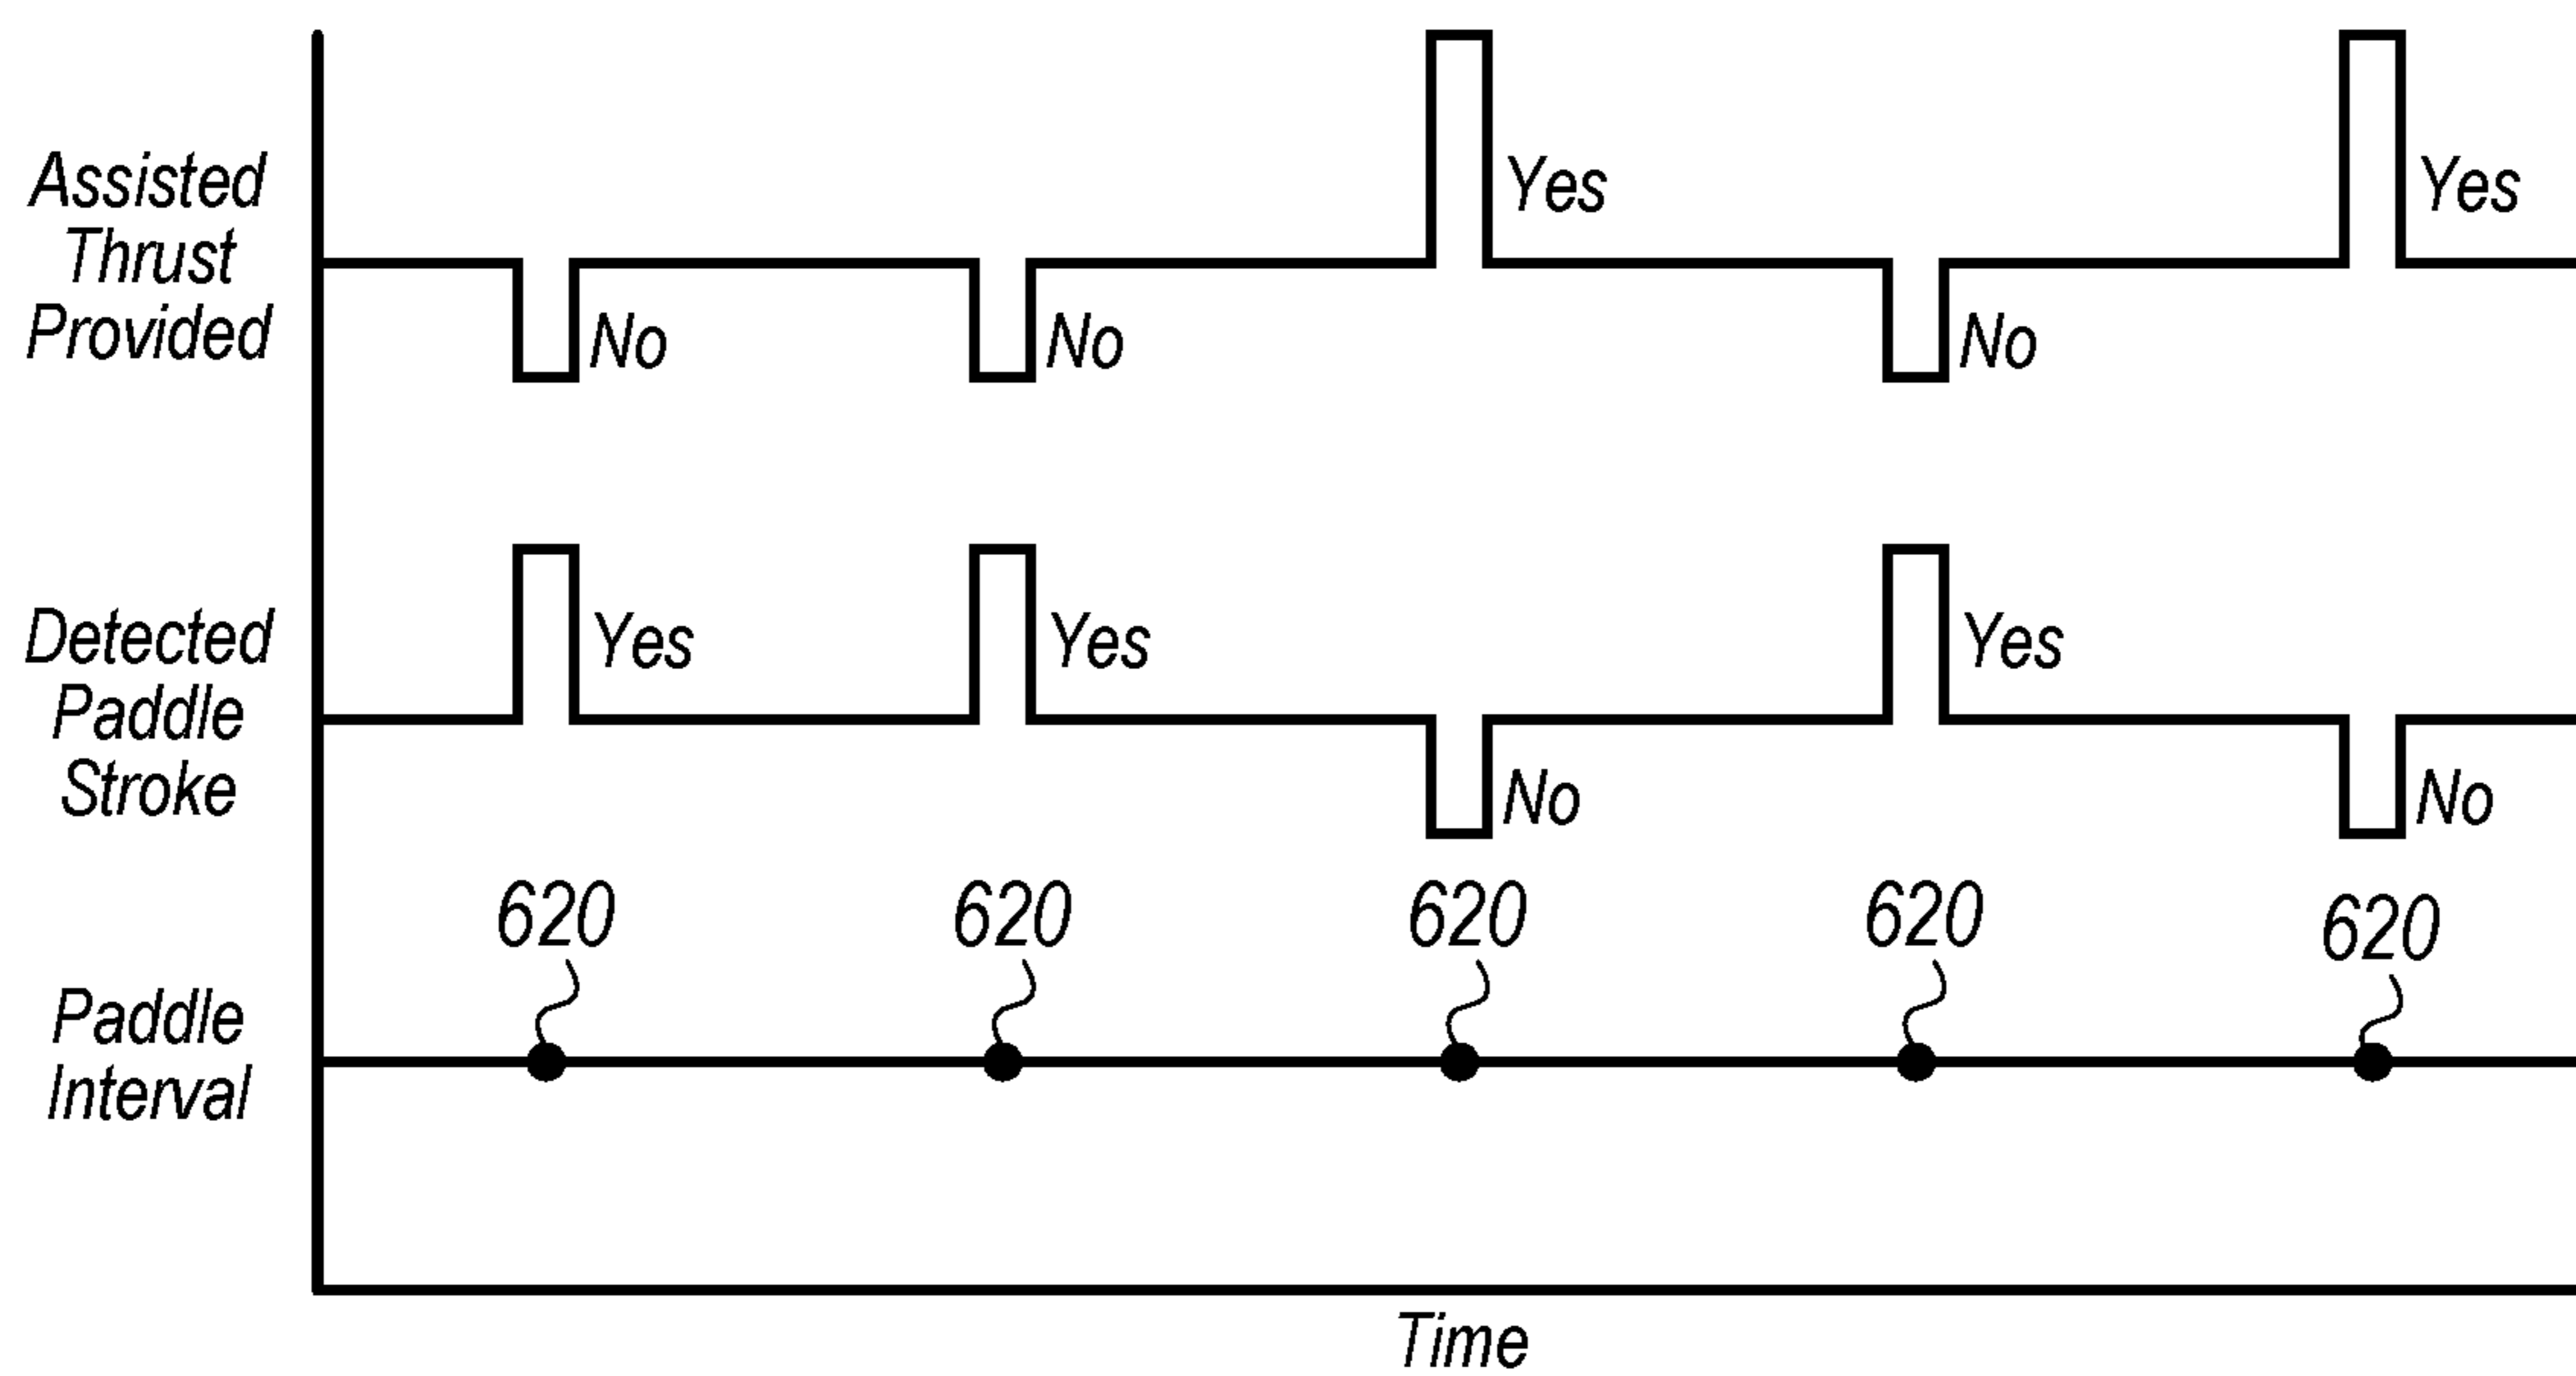 Assisted
Thrust
Provided
No
No
Yes
No
Yes
Detected
Paddle
Stroke
Yes
Yes
No
Yes
No
620
620
620
620
620
Paddle
Interval
Time